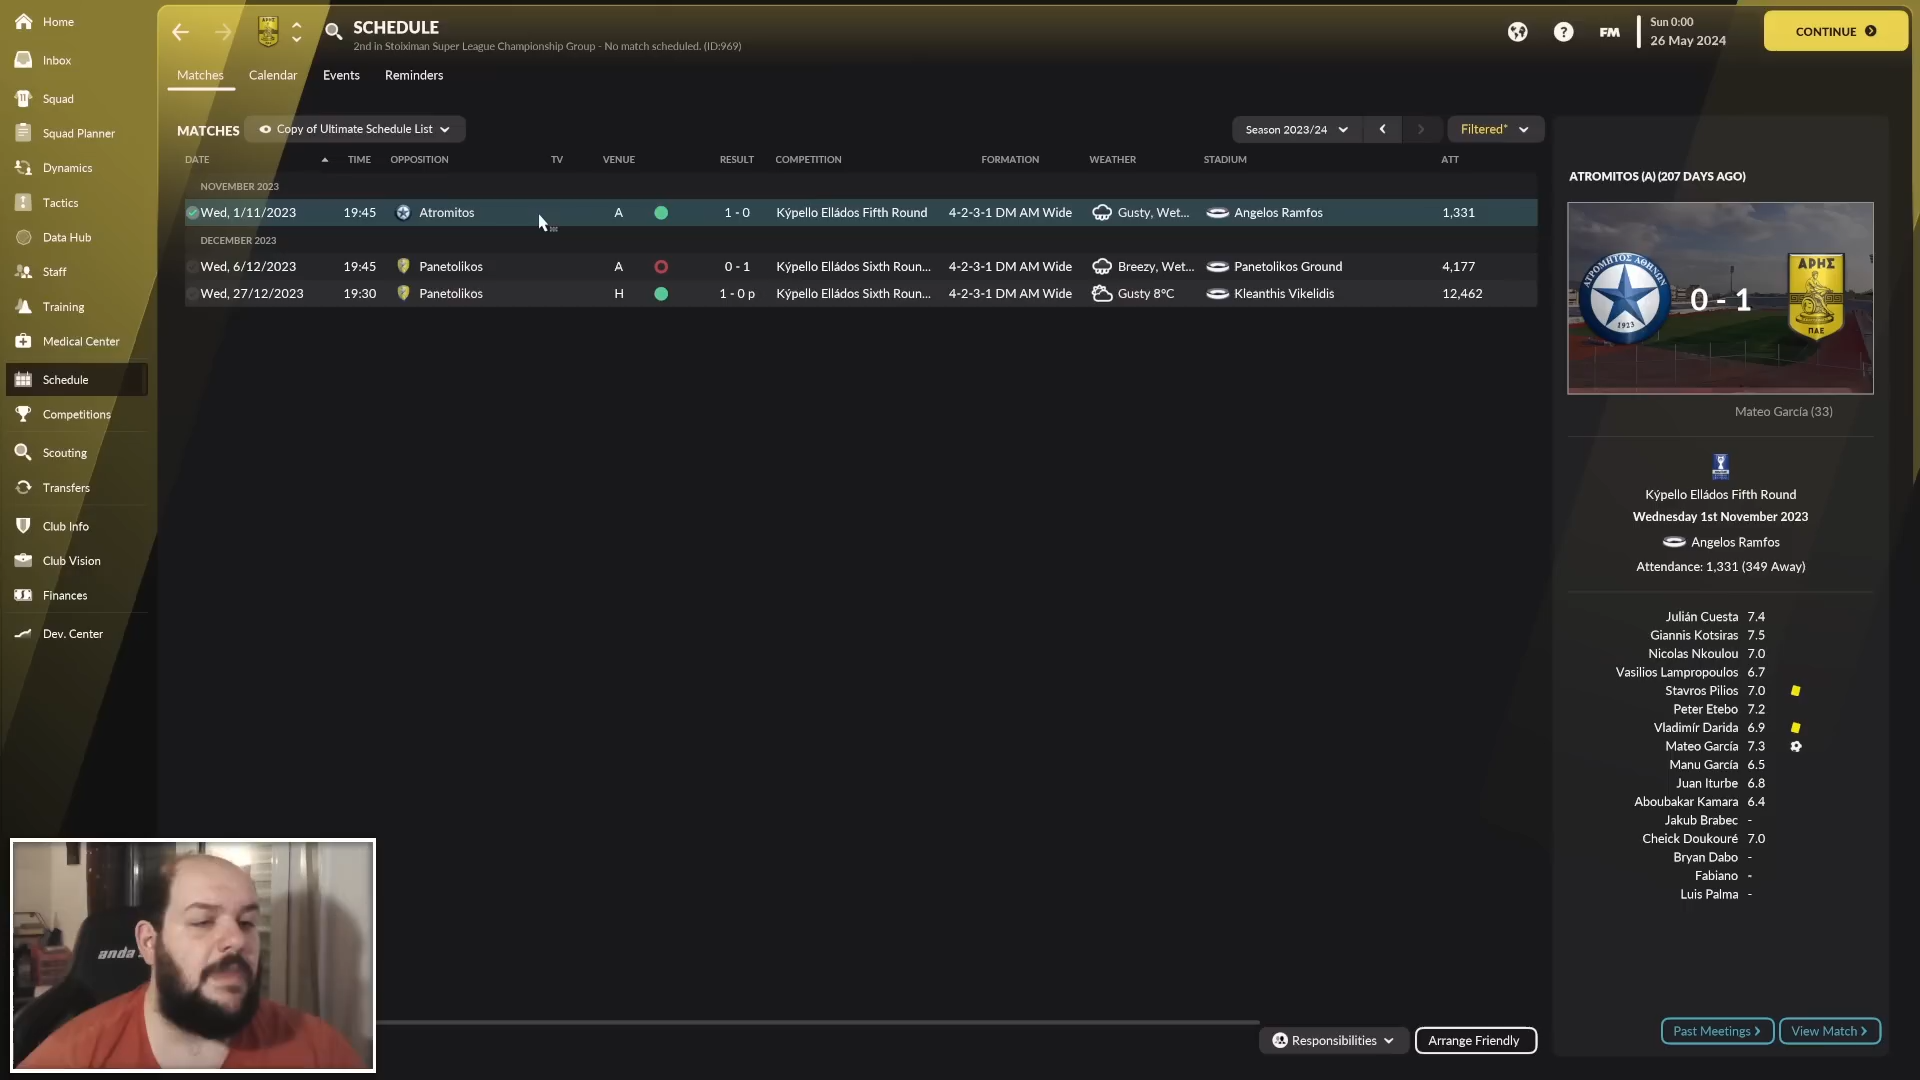 Home
Inbox
Squad
Squad Planner
Dynamics
Tactics
Data Hub
Staff
Training
Medical Center
Schedule
Competitions
Scouting
Transfers
Club Info
Club Vision
Finances
Dev. Center
SCHEDULE
2nd in Stoiximan Super League Championship Group - No match scheduled. (ID:969)
FM
Sun 0:00
26 May 2024
CONTINUE
Matches Calendar Events Reminders
MATCHES Copy of Ultimate Schedule List Season 2023/24 Filtered*
DATE TIME OPPOSITION TV VENUE RESULT COMPETITION FORMATION WEATHER STADIUM ATT
NOVEMBER 2023
Wed, 1/11/2023 19:45 Atromitos A 1 - 0 Kýpello Elládos Fifth Round 4-2-3-1 DM AM Wide Gusty, Wet... Angelos Ramfos 1,331
DECEMBER 2023
Wed, 6/12/2023 19:45 Panetolikos A 0 - 1 Kýpello Elládos Sixth Roun... 4-2-3-1 DM AM Wide Breezy, Wet... Panetolikos Ground 4,177
Wed, 27/12/2023 19:30 Panetolikos H 1 - 0 p Kýpello Elládos Sixth Roun... 4-2-3-1 DM AM Wide Gusty 8°C Kleanthis Vikelidis 12,462
ATROMITOS (A) (207 DAYS AGO)
ΑΤΡΟΜΗΤΟΣ ΑΘΗΝΩΝ
1923
0 - 1
ΑΡΗΣ
ΠΑΕ
Mateo García (33)
Kýpello Elládos Fifth Round
Wednesday 1st November 2023
Angelos Ramfos
Attendance: 1,331 (349 Away)
Julián Cuesta 7.4
Giannis Kotsiras 7.5
Nicolas Nkoulou 7.0
Vasilios Lampropoulos 6.7
Stavros Pilios 7.0
Peter Etebo 7.2
Vladimír Darida 6.9
Mateo García 7.3
Manu García 6.5
Juan Iturbe 6.8
Aboubakar Kamara 6.4
Jakub Brabec -
Cheick Doukouré 7.0
Bryan Dabo -
Fabiano -
Luis Palma -
Past Meetings View Match
Responsibilities Arrange Friendly
anda